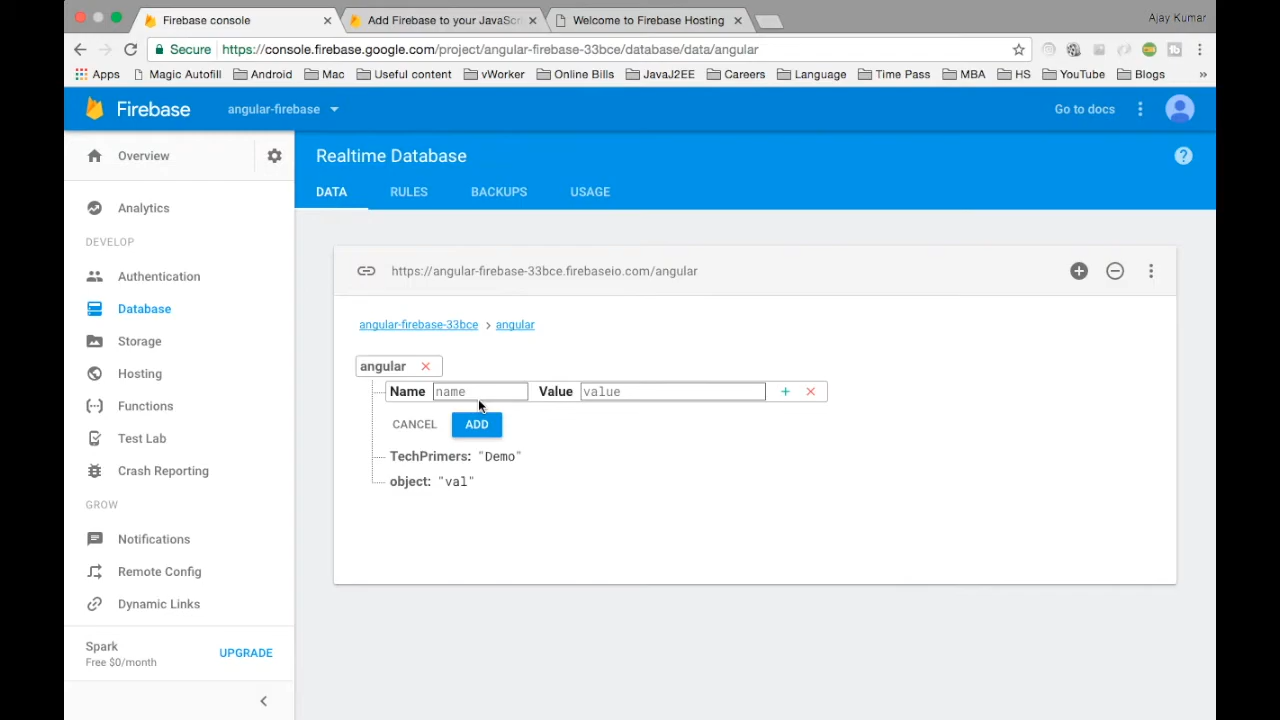 Firebase console
Add Firebase to your JavaScri
Welcome to Firebase Hosting
Ajay Kumar
Secure https://console.firebase.google.com/project/angular-firebase-33bce/database/data/angular
Apps Magic Autofill Android Mac Useful content vWorker Online Bills JavaJ2EE Careers Language Time Pass MBA HS YouTube Blogs »
Firebase angular-firebase Go to docs
Overview
Realtime Database
DATA RULES BACKUPS USAGE
Analytics
DEVELOP
Authentication
Database
Storage
Hosting
Functions
Test Lab
Crash Reporting
GROW
Notifications
Remote Config
Dynamic Links
Spark
Free $0/month
UPGRADE
https://angular-firebase-33bce.firebaseio.com/angular
angular-firebase-33bce > angular
angular
Name name Value value
CANCEL ADD
TechPrimers: "Demo"
object: "val"